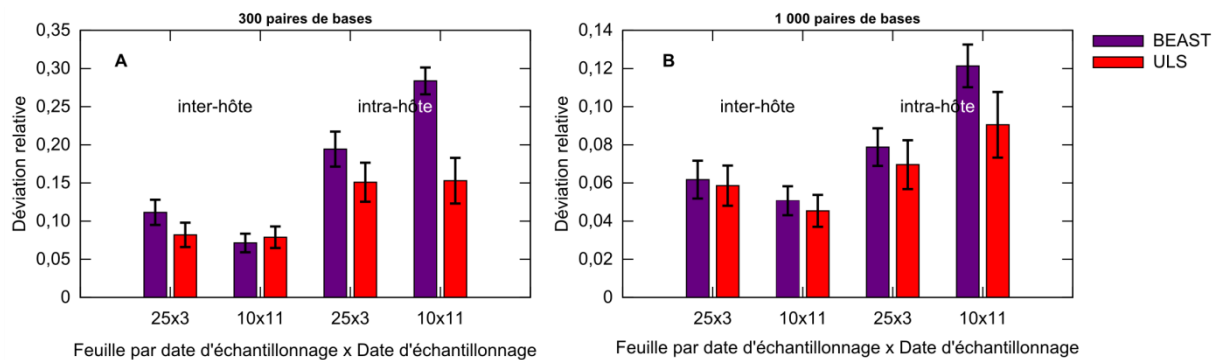 300 paires de bases
0,35
0,30
0,25
0,20
0,15
0,10
0,05
0
Déviation relative
A
inter-hôte
intra-hôte
25x3 10x11 25x3 10x11
Feuille par date d'échantillonnage x Date d'échantillonnage
1 000 paires de bases
0,14
0,12
0,10
0,08
0,06
0,04
0,02
0
Déviation relative
B
inter-hôte
intra-hôte
25x3 10x11 25x3 10x11
Feuille par date d'échantillonnage x Date d'échantillonnage
BEAST
ULS